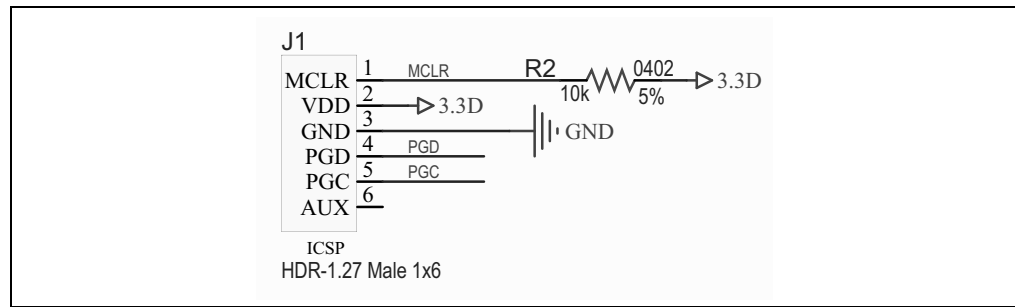 J1
MCLR 1 MCLR R2 10k 0402 5% 3.3D
VDD 2 3.3D
GND 3 GND
PGD 4 PGD
PGC 5 PGC
AUX 6
ICSP
HDR-1.27 Male 1x6